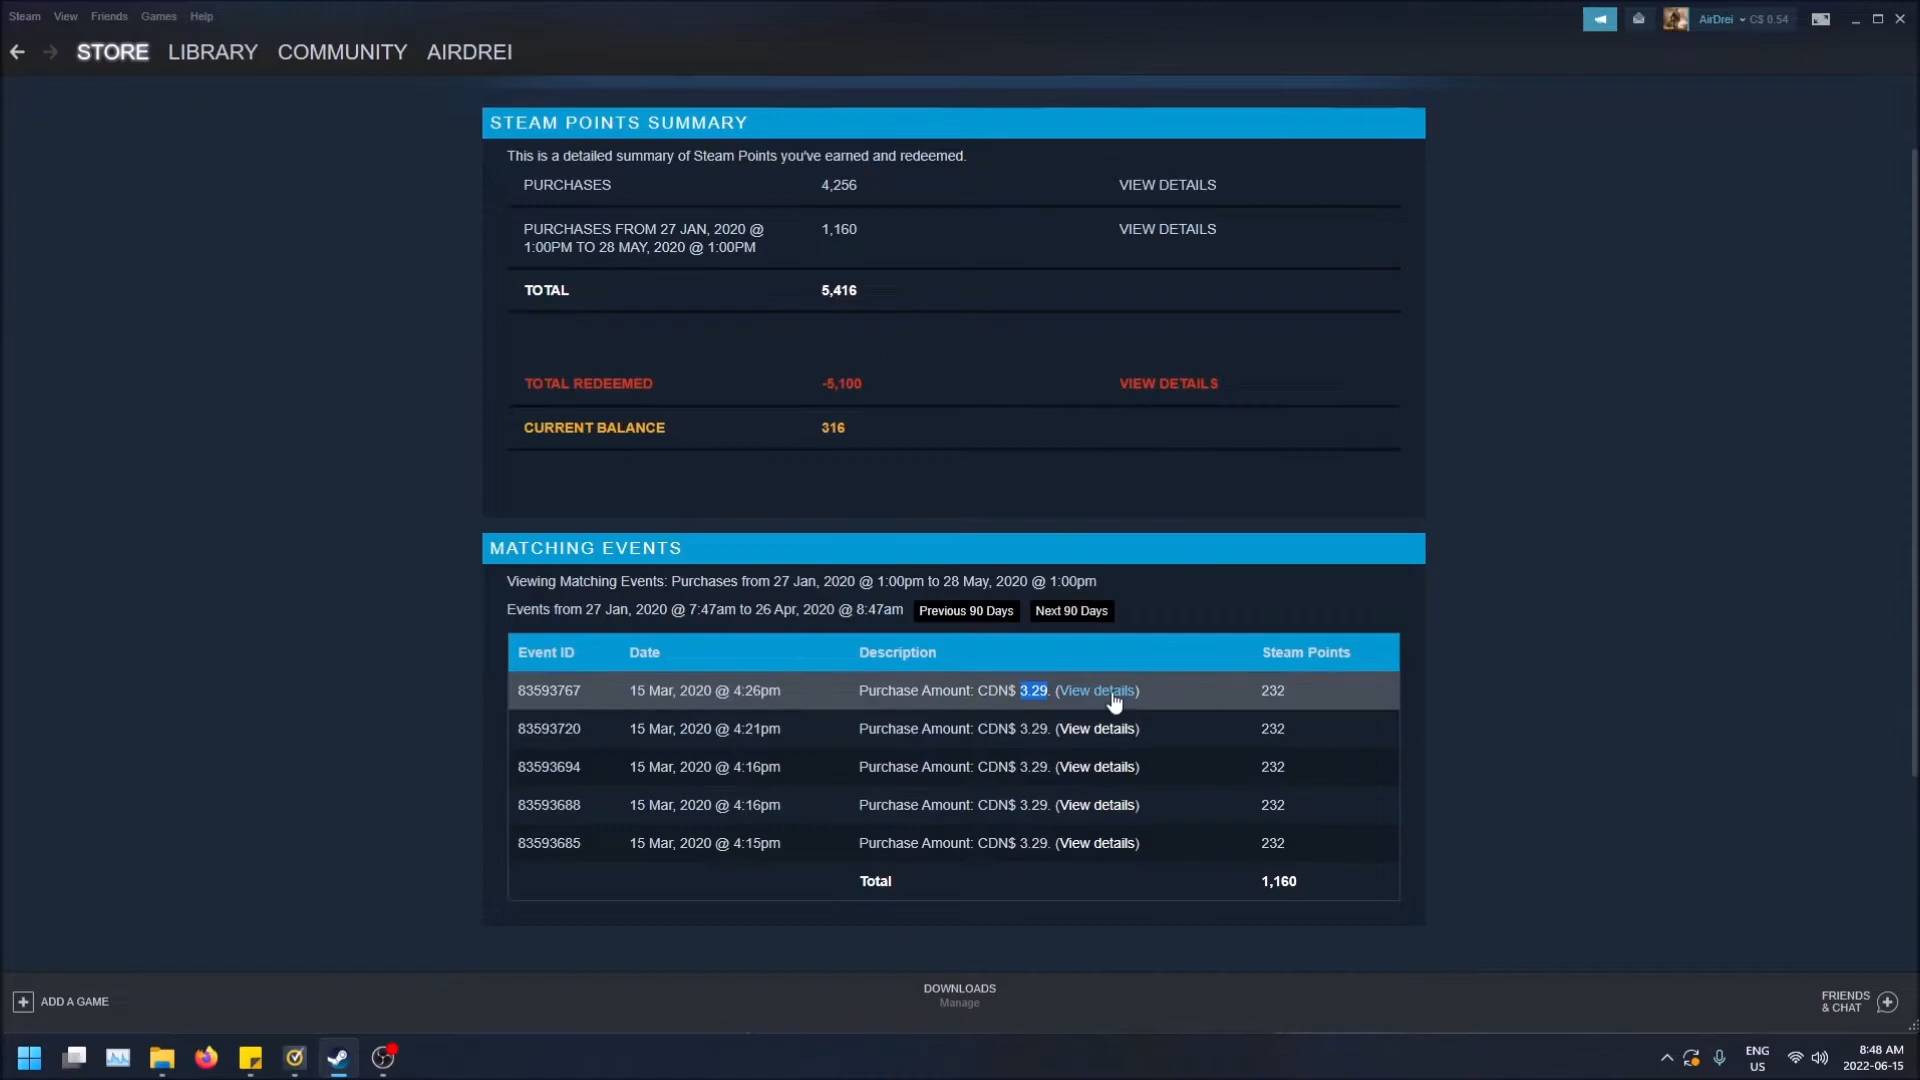 Steam View Friends Games Help
AirDrei C$ 0.54
STORE LIBRARY COMMUNITY AIRDREI
STEAM POINTS SUMMARY
This is a detailed summary of Steam Points you've earned and redeemed.
PURCHASES 4,256 VIEW DETAILS
PURCHASES FROM 27 JAN, 2020 @ 1,160 VIEW DETAILS
1:00PM TO 28 MAY, 2020 @ 1:00PM
TOTAL 5,416
TOTAL REDEEMED -5,100 VIEW DETAILS
CURRENT BALANCE 316
MATCHING EVENTS
Viewing Matching Events: Purchases from 27 Jan, 2020 @ 1:00pm to 28 May, 2020 @ 1:00pm
Events from 27 Jan, 2020 @ 7:47am to 26 Apr, 2020 @ 8:47am Previous 90 Days Next 90 Days
Event ID Date Description Steam Points
83593767 15 Mar, 2020 @ 4:26pm Purchase Amount: CDN$ 3.29. (View details) 232
83593720 15 Mar, 2020 @ 4:21pm Purchase Amount: CDN$ 3.29. (View details) 232
83593694 15 Mar, 2020 @ 4:16pm Purchase Amount: CDN$ 3.29. (View details) 232
83593688 15 Mar, 2020 @ 4:16pm Purchase Amount: CDN$ 3.29. (View details) 232
83593685 15 Mar, 2020 @ 4:15pm Purchase Amount: CDN$ 3.29. (View details) 232
Total 1,160
ADD A GAME
DOWNLOADS
Manage
FRIENDS
& CHAT
ENG
US
8:48 AM
2022-06-15